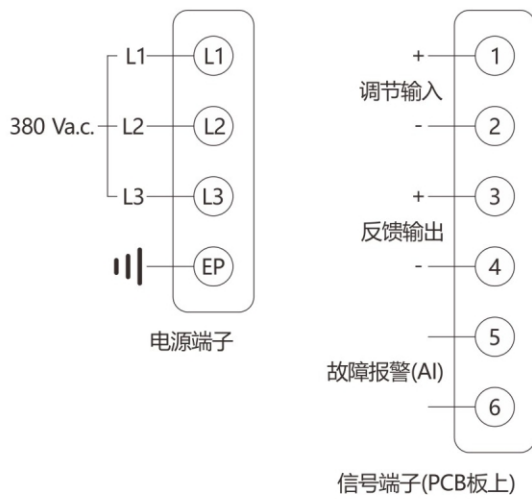 L1 L1
380 Va.c. L2 L2
L3 L3
EP
电源端子
+ 1
调节输入
- 2
+ 3
反馈输出
- 4
5
故障报警(Al)
6
信号端子(PCB板上)